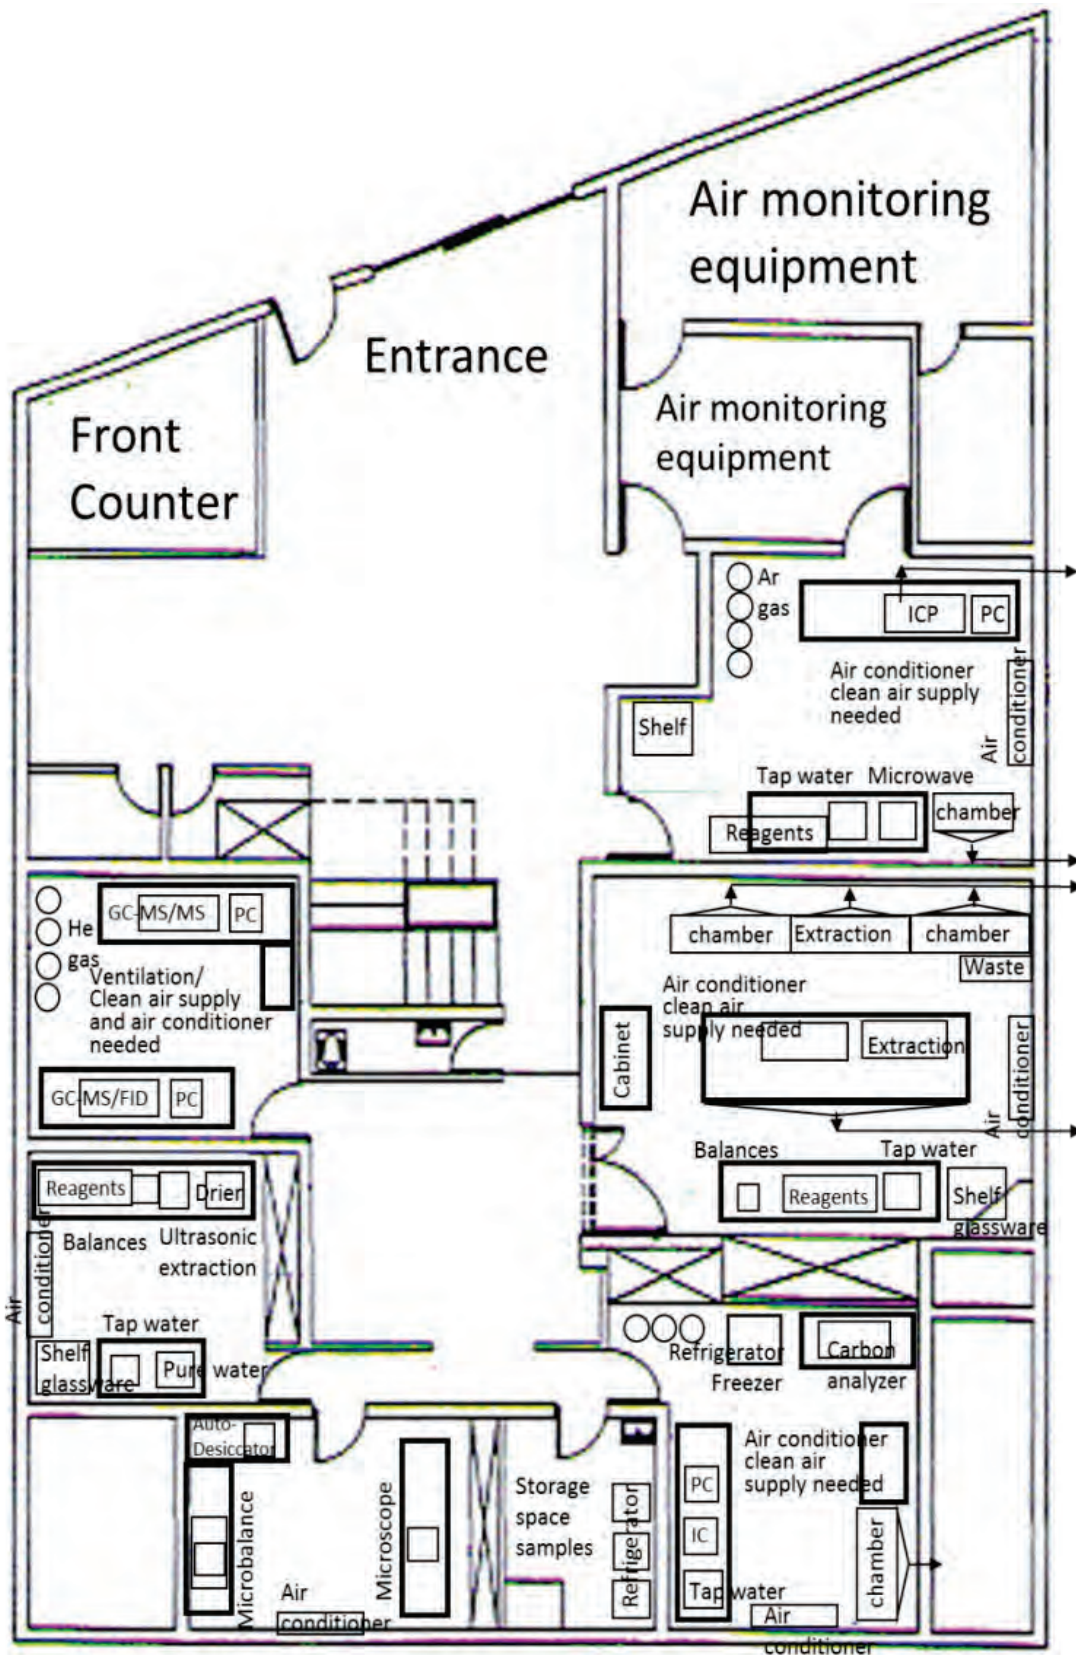 Air monitoring
equipment
Entrance
Air monitoring
equipment
Front
Counter
Ar
gas
ICP
PC
Air conditioner
clean air supply
needed
Air
conditioner
Shelf
Tap water
Microwave
Reagents
chamber
GC-MS/MS
PC
He
gas
Ventilation/
Clean air supply
and air conditioner
needed
GC-MS/FID
PC
chamber
Extraction
chamber
Waste
Air conditioner
clean air
supply needed
Cabinet
Extraction
Air
conditioner
Balances
Tap water
Reagents
Shelf
glassware
Reagents
Drier
Balances
Ultrasonic
extraction
Air
conditioner
Tap water
Shelf
glassware
Pure water
Refrigerator
Freezer
Carbon
analyzer
Auto-
Desiccator
Microbalance
Microscope
Air
conditioner
Storage
space
samples
Refrigerator
PC
IC
Tap water
Air conditioner
clean air
supply needed
chamber
Air
conditioner